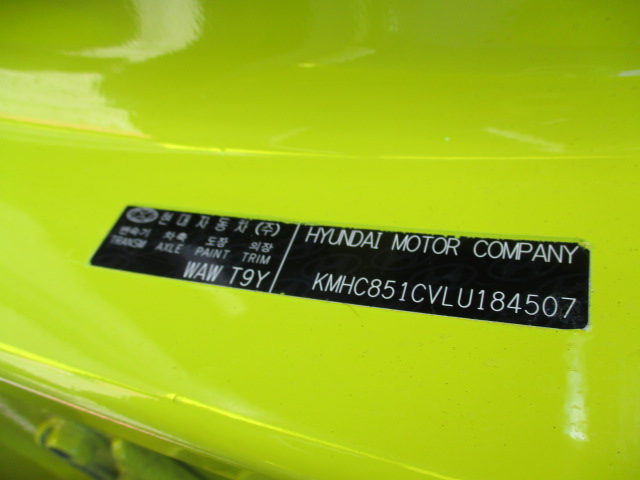 현대자동차(주)
변속기 차축 도장 의장
TRANSM AXLE PAINT TRIM
WAW T9Y
HYUNDAI MOTOR COMPANY
KMHC851CVLU184507